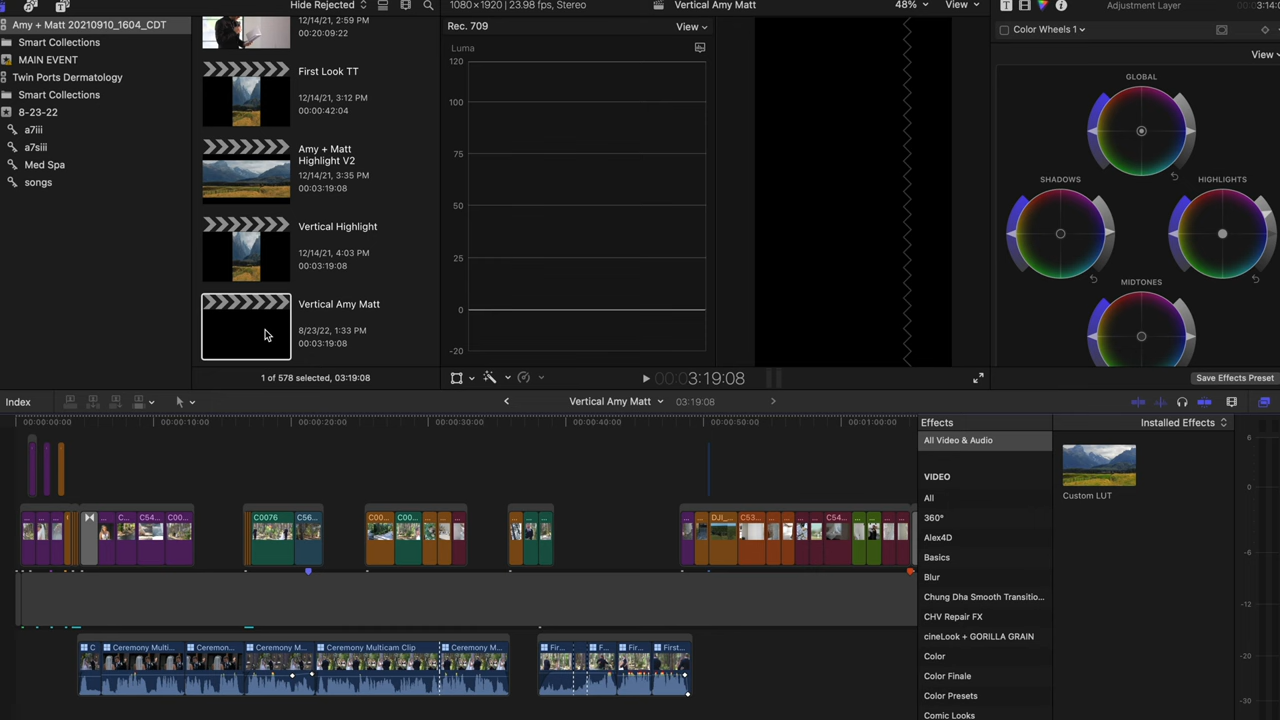 Hide Rejected
1080×1920 | 23.98 fps, Stereo
Vertical Amy Matt
48%
View
Adjustment Layer
Amy + Matt 20210910_1604_CDT
Smart Collections
MAIN EVENT
Twin Ports Dermatology
Smart Collections
8-23-22
a7iii
a7siii
Med Spa
songs
12/14/21, 2:59 PM
00:20:09:22
First Look TT
12/14/21, 3:12 PM
00:00:42:04
Amy + Matt
Highlight V2
12/14/21, 3:35 PM
00:03:19:08
Vertical Highlight
12/14/21, 4:03 PM
00:03:19:08
Vertical Amy Matt
8/23/22, 1:33 PM
00:03:19:08
1 of 578 selected, 03:19:08
Rec. 709
View
Luma
120
100
75
50
25
0
-20
00:00:3:19:08
Color Wheels 1
View
GLOBAL
SHADOWS
HIGHLIGHTS
MIDTONES
Save Effects Preset
Index
Vertical Amy Matt
03:19:08
00:00:00:00
00:00:10:00
00:00:20:00
00:00:30:00
00:00:40:00
00:00:50:00
00:01:00:00
C...
C54...
C00...
C0076
C56...
C00...
C00...
DJI_...
C53...
C54...
C
Ceremony Multi...
Ceremon...
Ceremony M...
Ceremony Multicam Clip
Ceremony M...
Fir...
F...
Fir...
First...
Effects
Installed Effects
All Video & Audio
VIDEO
All
360°
Alex4D
Basics
Blur
Chung Dha Smooth Transitio...
CHV Repair FX
cineLook + GORILLA GRAIN
Color
Color Finale
Color Presets
Comic Looks
Custom LUT
6
0
-6
-12
-20
-30